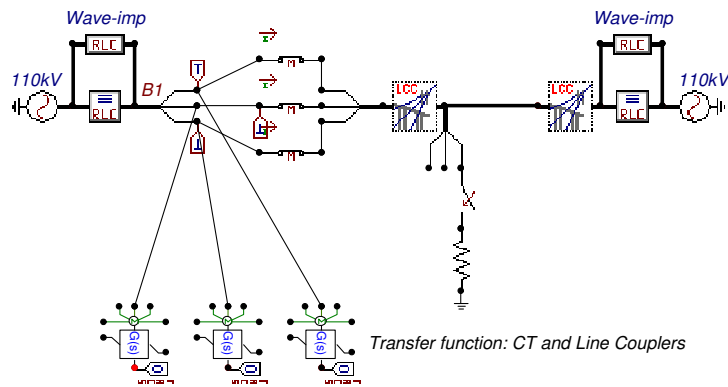 Wave-imp
Wave-imp
RLC
RLC
110kV
B1
T
M
LCC
LCC
110kV
RLC
RLC
M
T
T
M
G(s)
G(s)
G(s)
Transfer function: CT and Line Couplers